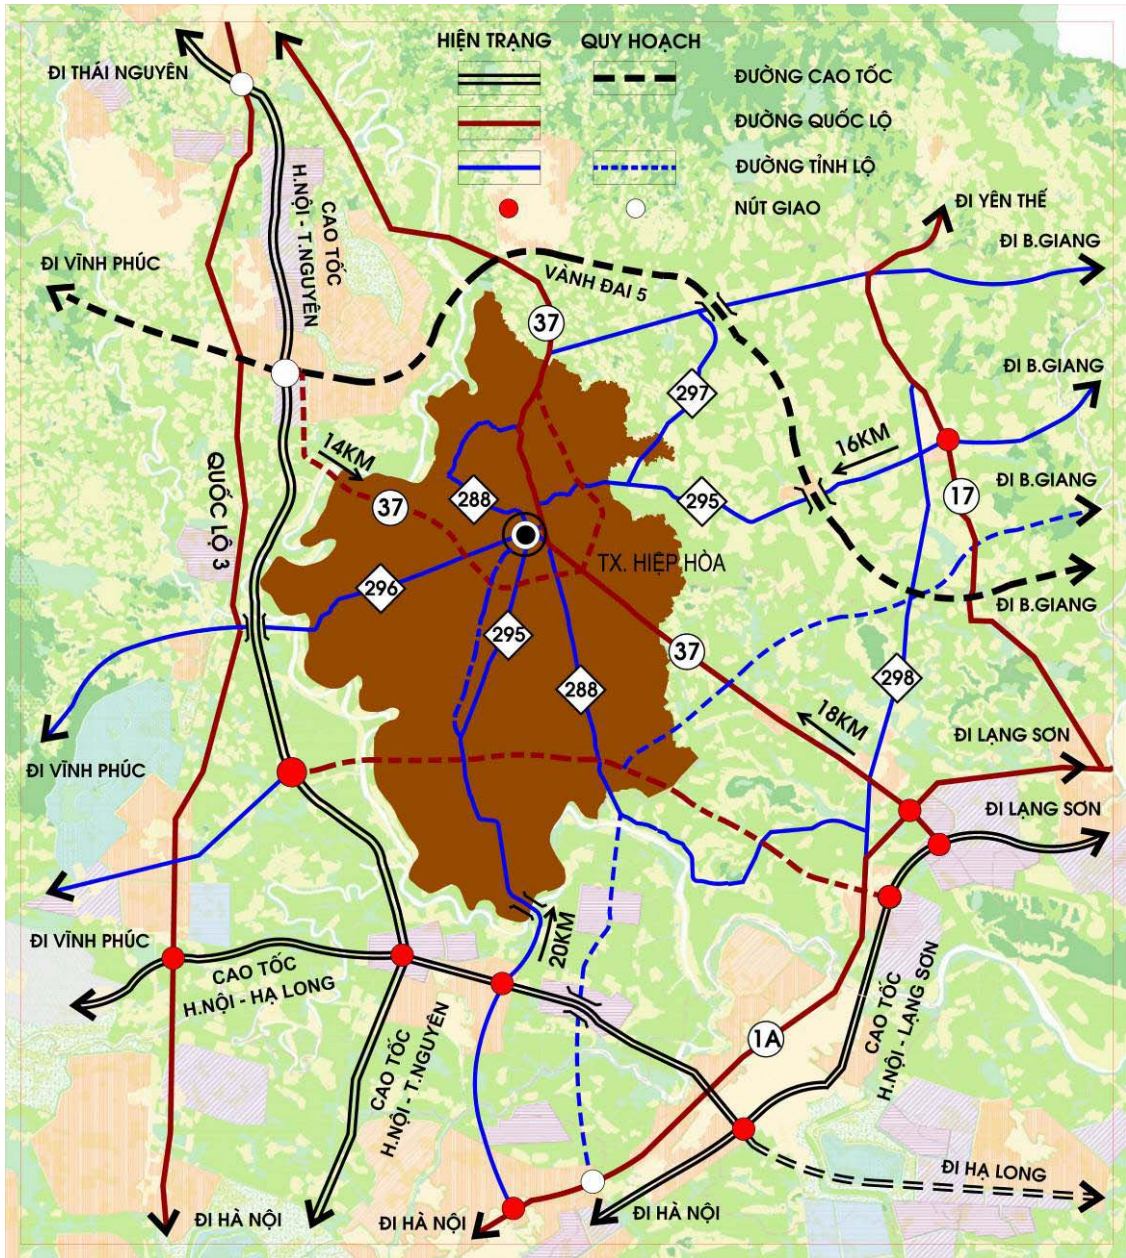 HIỆN TRẠNG QUY HOẠCH
ĐƯỜNG CAO TỐC
ĐƯỜNG QUỐC LỘ
ĐƯỜNG TỈNH LỘ
NÚT GIAO
ĐI THÁI NGUYÊN
CAO TỐC
H.NỘI - T.NGUYÊN
ĐI YÊN THẾ
ĐI B.GIANG
ĐI VĨNH PHÚC
VÀNH ĐAI 5
37
297
ĐI B.GIANG
14KM
16KM
QUỐC LỘ 3
37
288
295
17
ĐI B.GIANG
TX. HIỆP HÒA
296
295
ĐI B.GIANG
37
288
298
18KM
ĐI LẠNG SƠN
ĐI VĨNH PHÚC
ĐI LẠNG SƠN
ĐI VĨNH PHÚC
20KM
CAO TỐC
H.NỘI - HẠ LONG
CAO TỐC
H.NỘI - T.NGUYÊN
1A
CAO TỐC
H.NỘI - LẠNG SƠN
ĐI HẠ LONG
ĐI HÀ NỘI
ĐI HÀ NỘI
ĐI HÀ NỘI